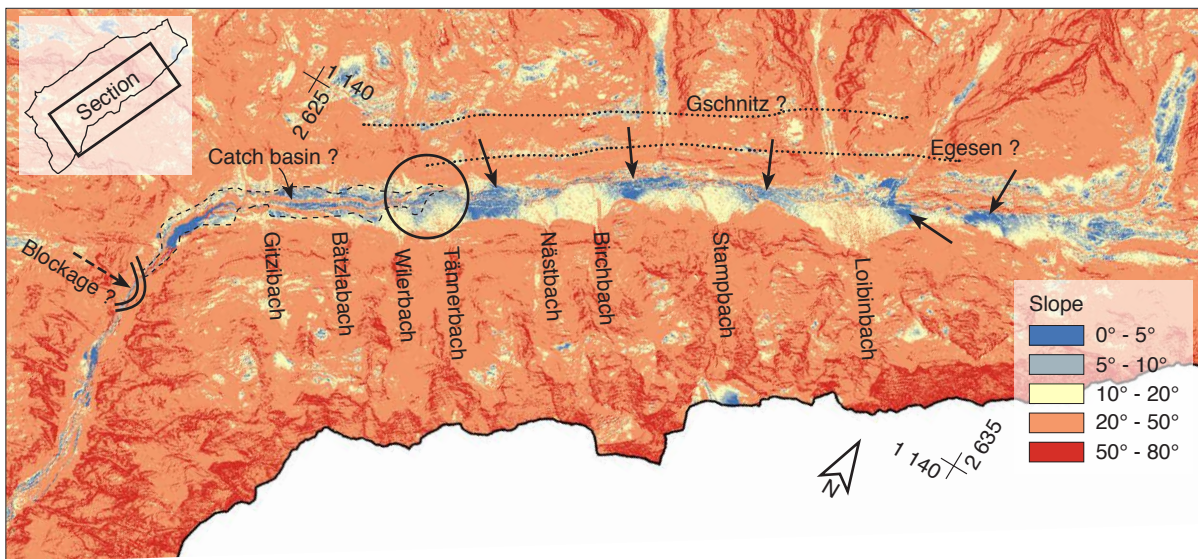 Section
1 140
2 625
Gschnitz ?
Egesen ?
Catch basin ?
Blockage ?
Gitzibach
Bätzlabach
Wilerbach
Tännerbach
Nästbach
Birchbach
Stampbach
Loibinbach
Slope
0° - 5°
5° - 10°
10° - 20°
20° - 50°
50° - 80°
N
1 140
2 635